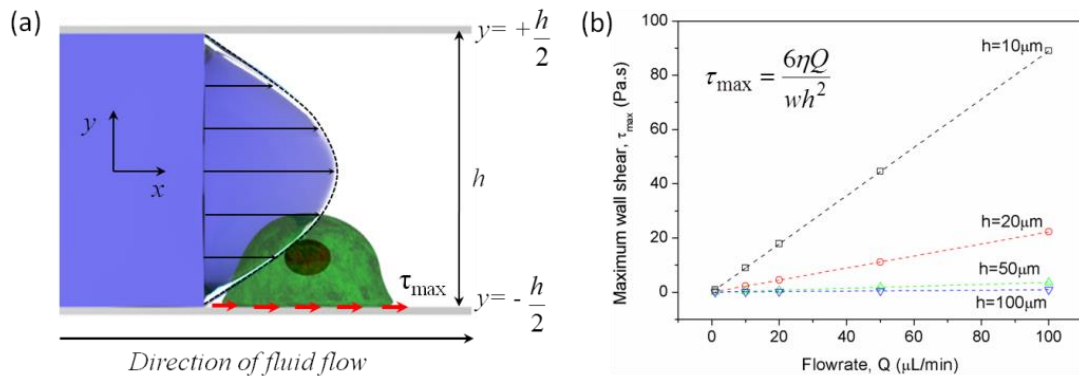 (a)
y= + h/2
y
x
h
τmax
y= - h/2
Direction of fluid flow
(b)
Maximum wall shear, τmax (Pa.s)
100
80
60
40
20
0
τmax = 6ηQ/wh²
h=10μm
h=20μm
h=50μm
h=100μm
0 20 40 60 80 100
Flowrate, Q (μL/min)